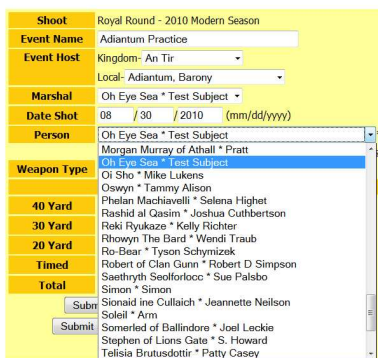 Shoot Royal Round - 2010 Modern Season
Event Name Adiantum Practice
Event Host Kingdom- An Tir
Local- Adiantum, Barony
Marshal Oh Eye Sea * Test Subject
Date Shot 08 / 30 / 2010 (mm/dd/yyyy)
Person Oh Eye Sea * Test Subject
Morgan Murray of Athall * Pratt
Oh Eye Sea * Test Subject
Weapon Type
Oi Sho * Mike Lukens
Oswyn * Tammy Alison
Phelan Machiavelli * Selena Highet
40 Yard
Rashid al Qasim * Joshua Cuthbertson
30 Yard
Reki Ryukaze * Kelly Richter
Rhowyn The Bard * Wendi Traub
20 Yard
Ro-Bear * Tyson Schymizek
Timed
Robert of Clan Gunn * Robert D Simpson
Saethryth Seolforlocc * Sue Palsbo
Total
Simon * Simon
Subm
Sionaid ine Cullaich * Jeannette Neilson
Soleil * Arm
Submit
Somerled of Ballindore * Joel Leckie
Stephen of Lions Gate * S. Howard
Telisia Brutusdottir * Patty Casey